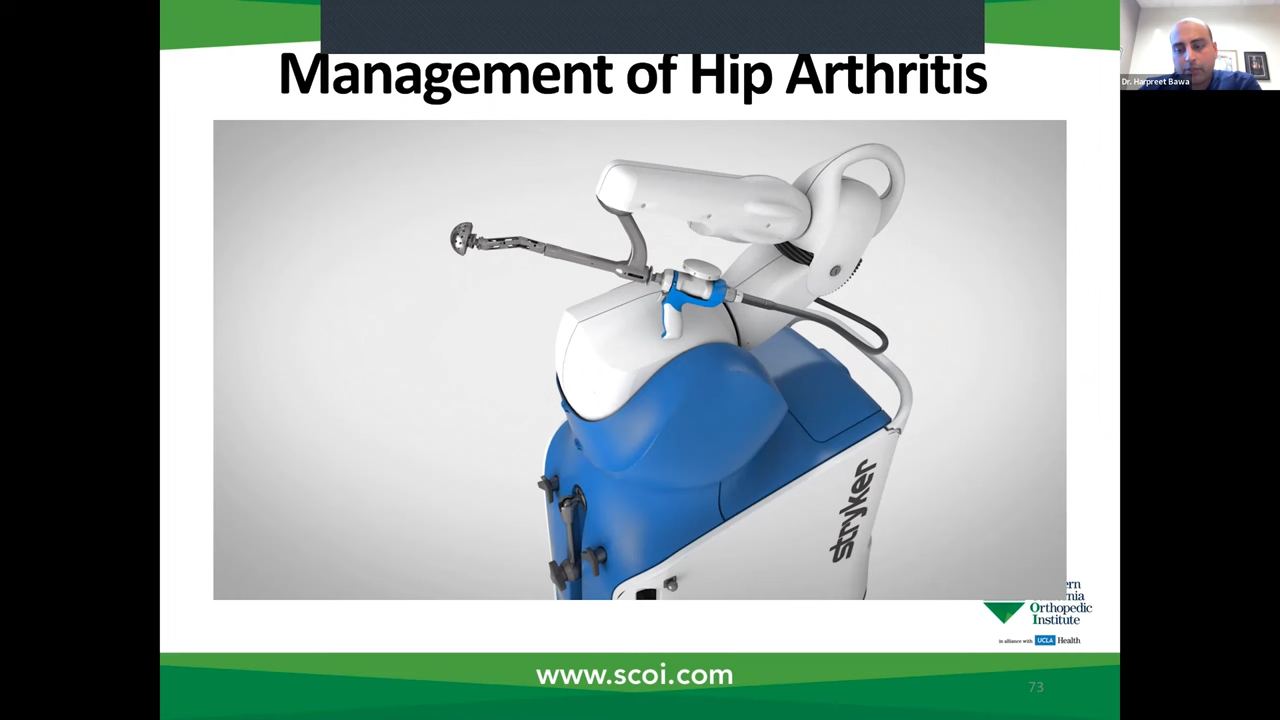 Management of Hip Arthritis
Dr. Harpreet Bawa
stryker
Orthopedic
Institute
in alliance with UCLA Health
www.scoi.com
73